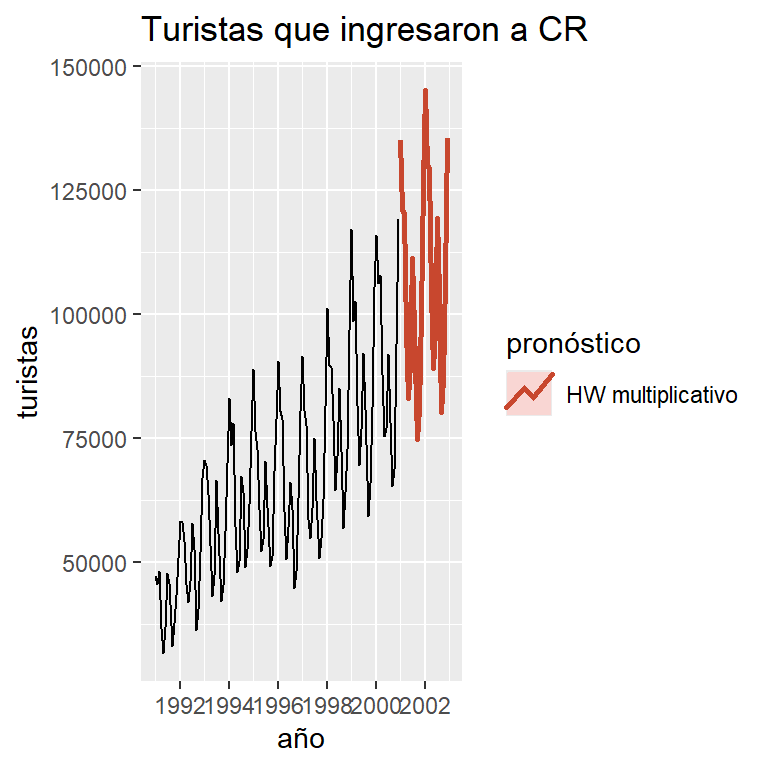 Turistas que ingresaron a CR
150000
125000
100000
75000
50000
turistas
1992 1994 1996 1998 2000 2002
año
pronóstico
HW multiplicativo